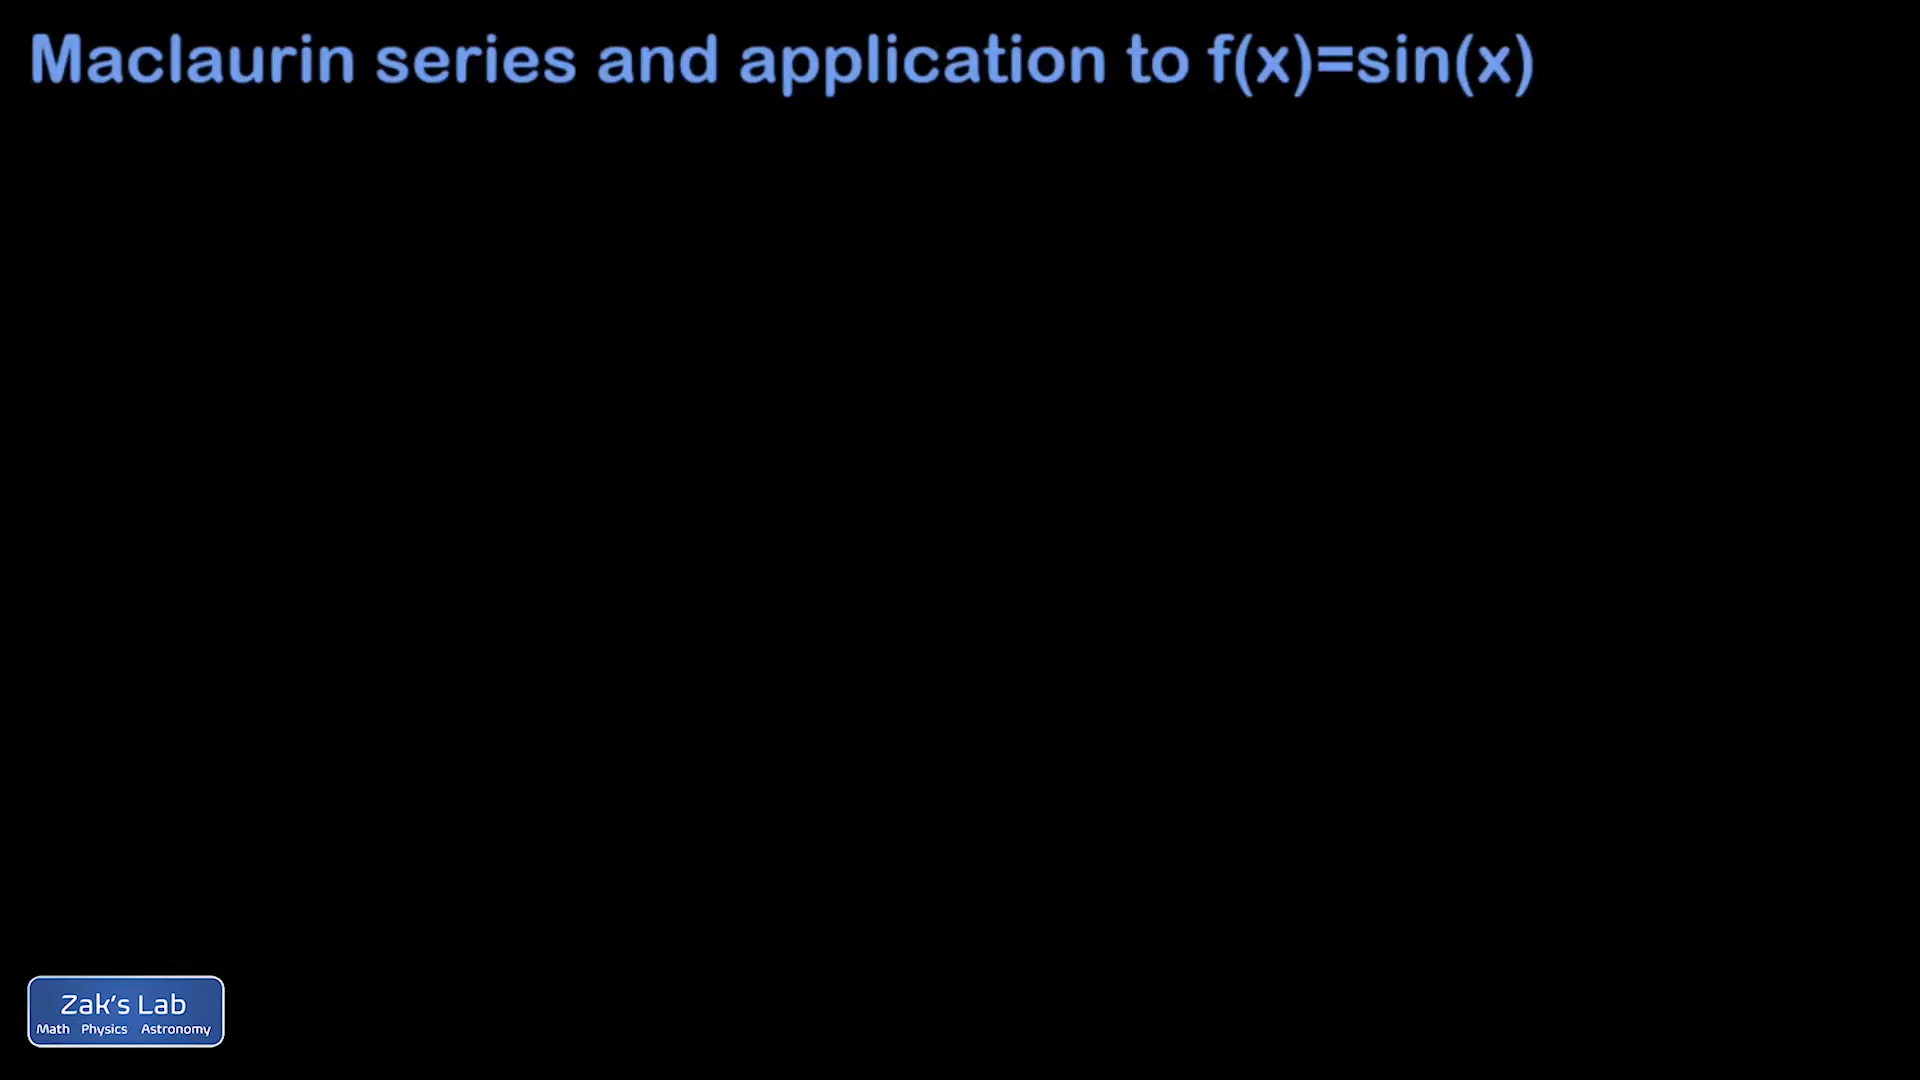 Maclaurin series and application to f(x)=sin(x)
Zak's Lab
Math Physics Astronomy